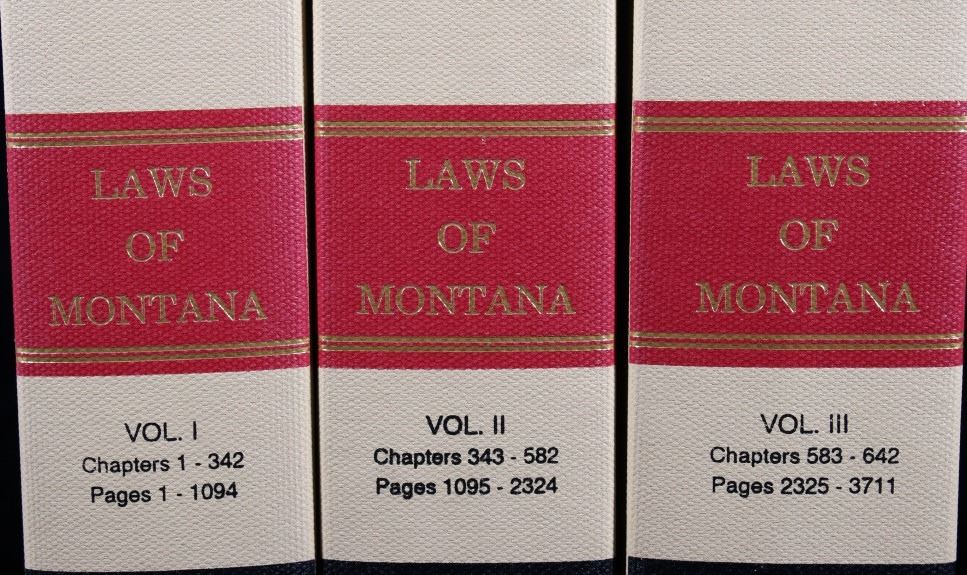 LAWS
OF
MONTANA
VOL. I
Chapters 1 - 342
Pages 1 - 1094
LAWS
OF
MONTANA
VOL. II
Chapters 343 - 582
Pages 1095 - 2324
LAWS
OF
MONTANA
VOL. III
Chapters 583 - 642
Pages 2325 - 3711